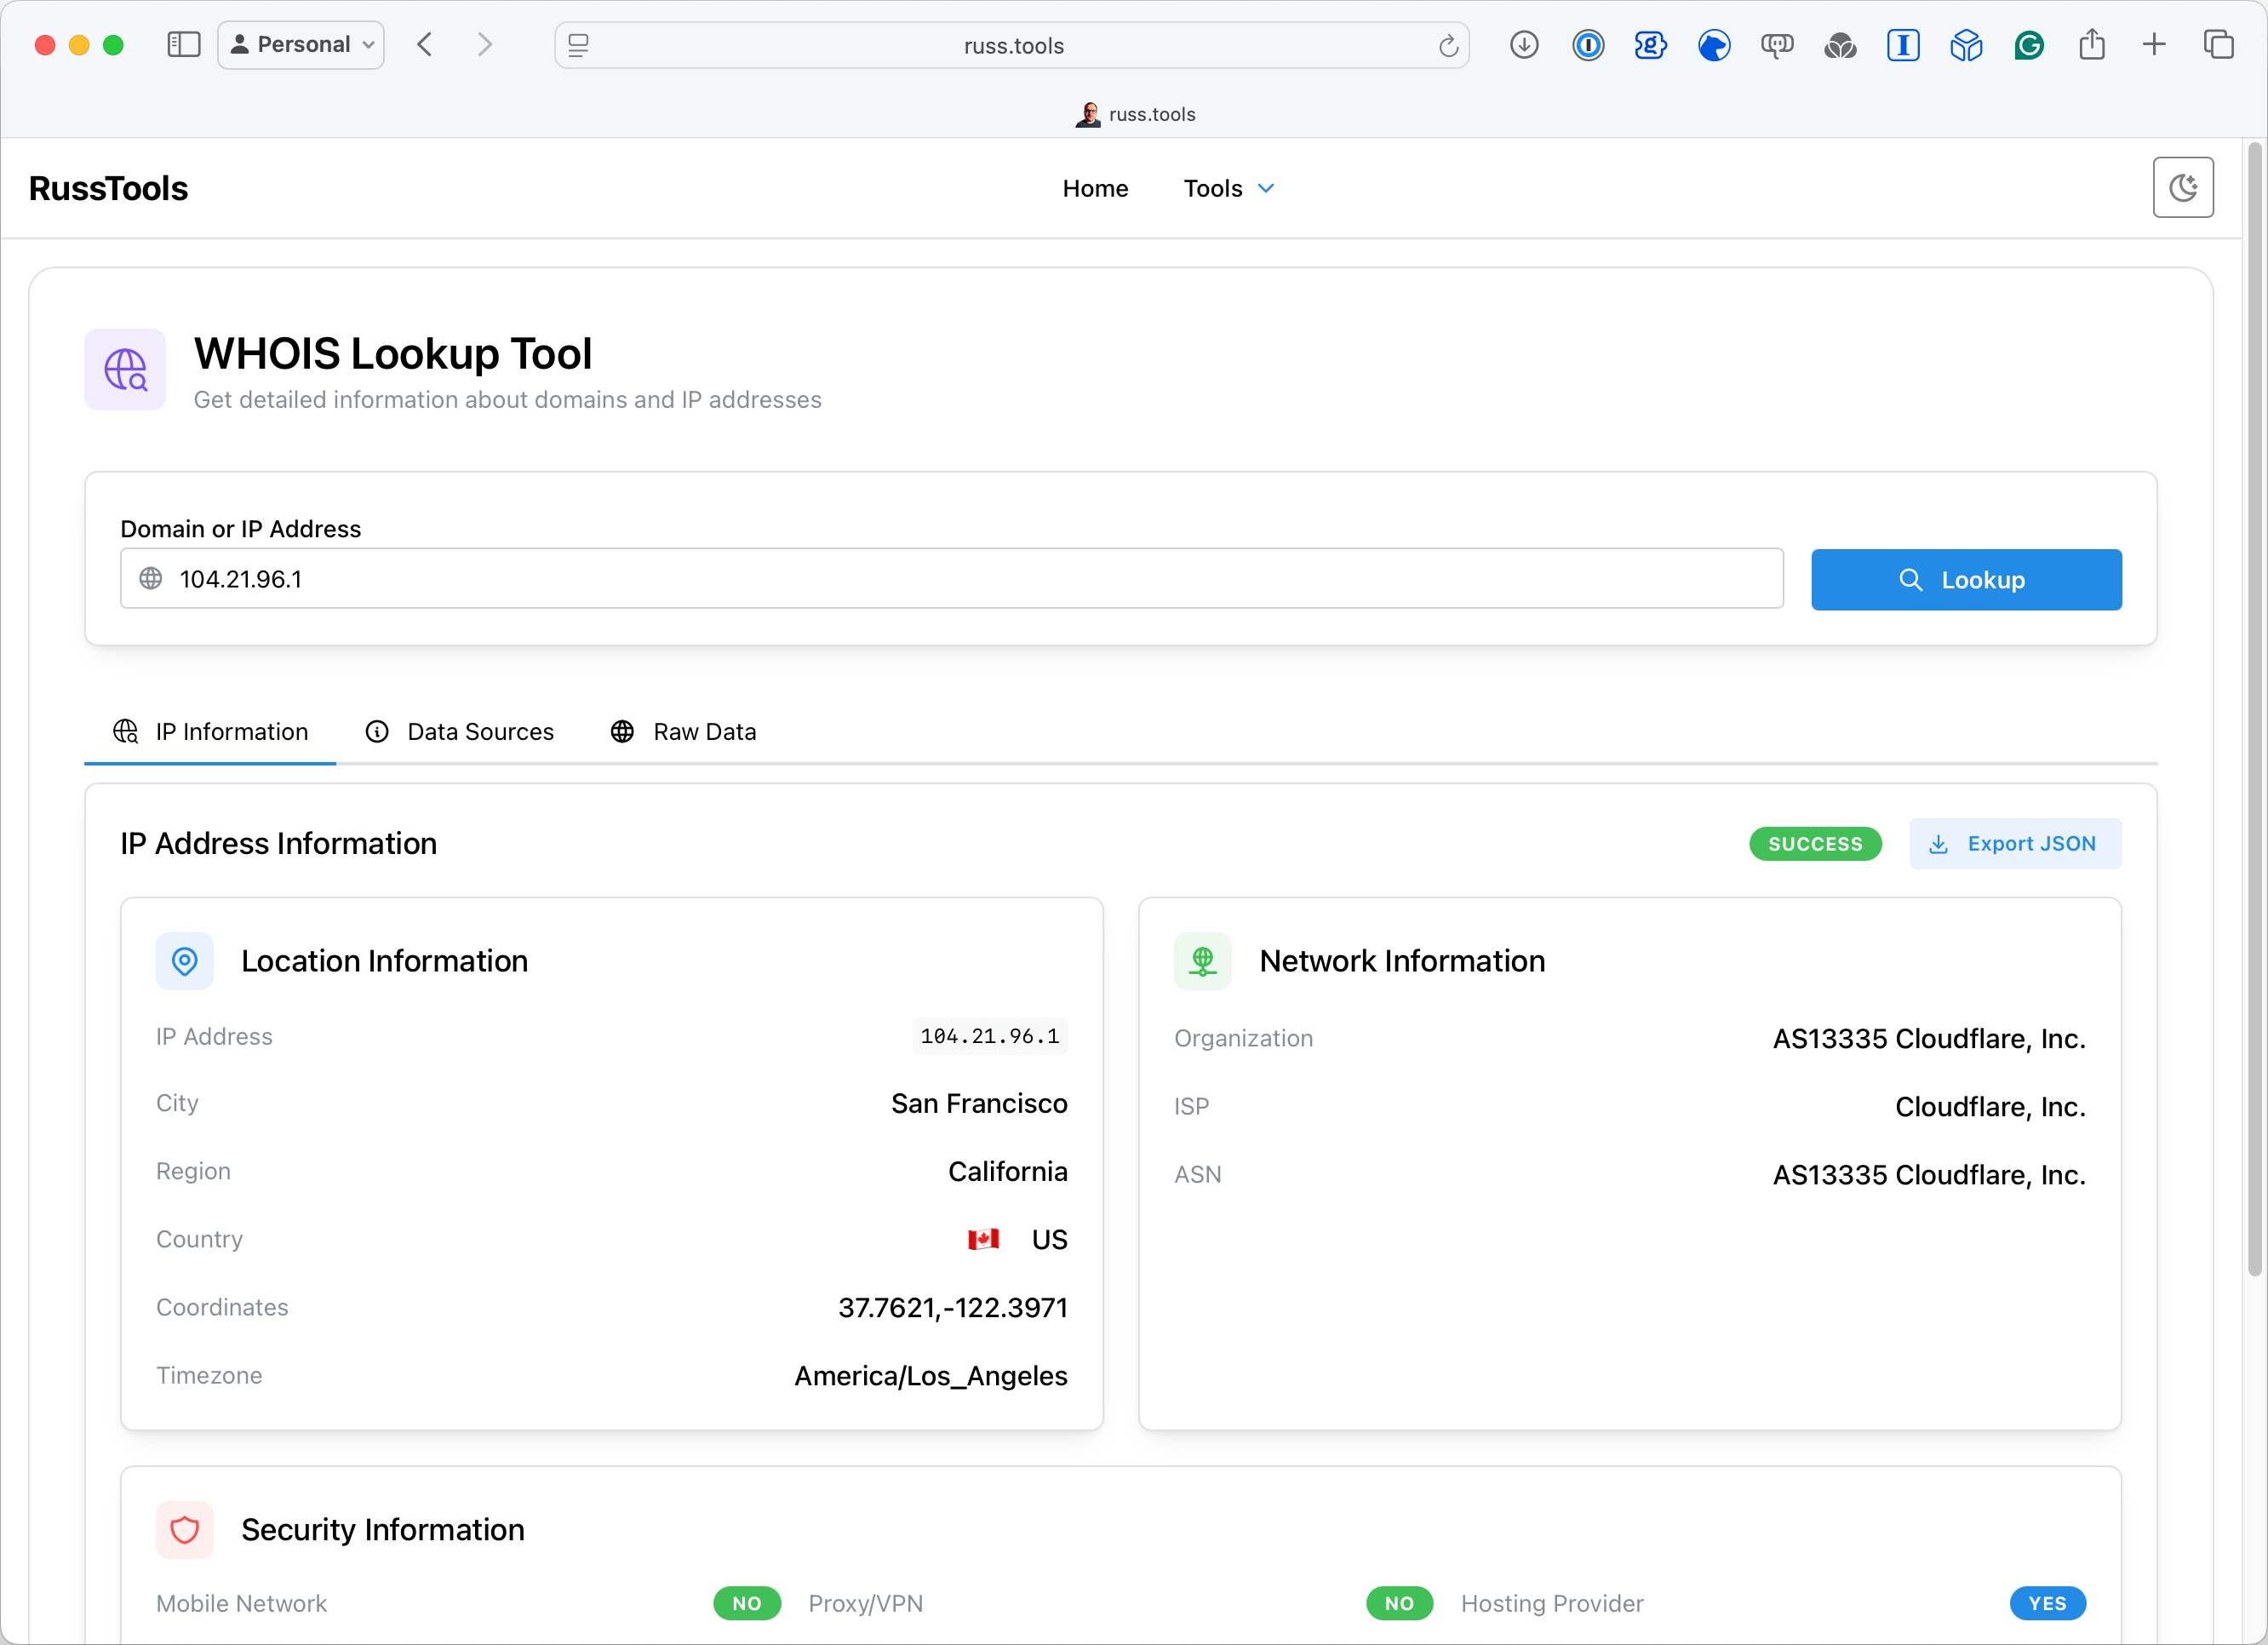 Personal
russ.tools
russ.tools
RussTools
Home
Tools
WHOIS Lookup Tool
Get detailed information about domains and IP addresses
Domain or IP Address
104.21.96.1
Lookup
IP Information
Data Sources
Raw Data
IP Address Information
SUCCESS
Export JSON
Location Information
IP Address
104.21.96.1
City
San Francisco
Region
California
Country
US
Coordinates
37.7621,-122.3971
Timezone
America/Los_Angeles
Network Information
Organization
AS13335 Cloudflare, Inc.
ISP
Cloudflare, Inc.
ASN
AS13335 Cloudflare, Inc.
Security Information
Mobile Network
NO
Proxy/VPN
NO
Hosting Provider
YES